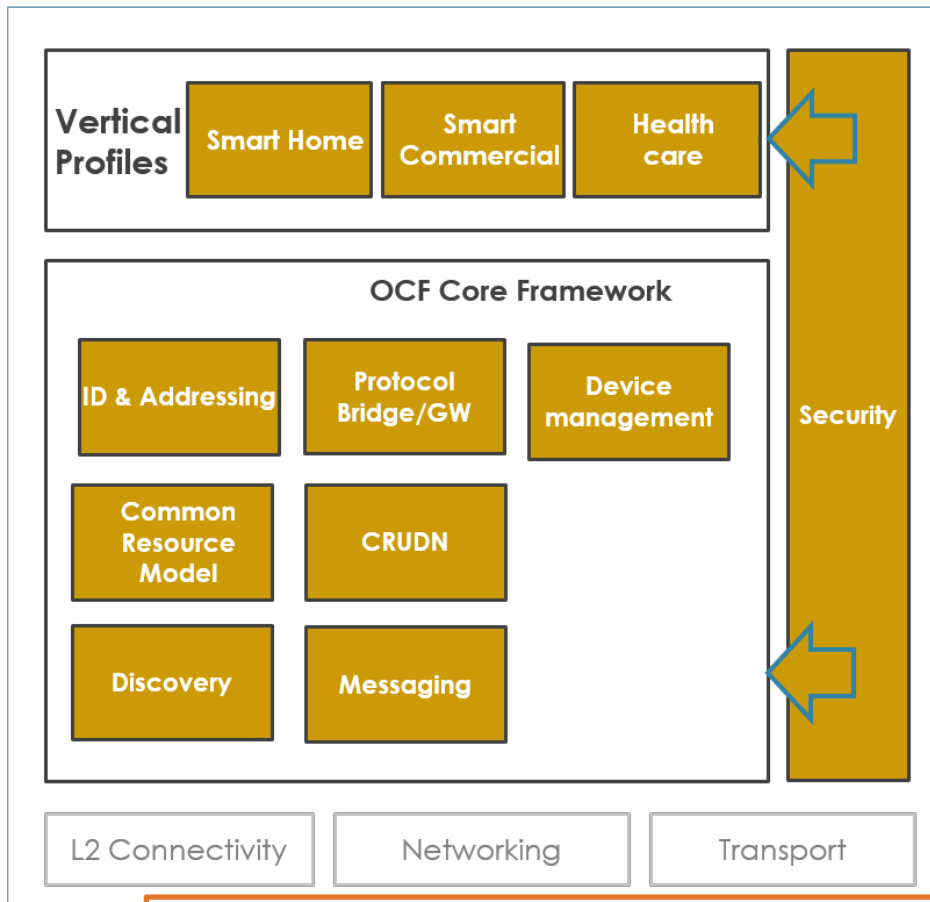 Vertical
Profiles
Smart Home
Smart
Commercial
Health
care
OCF Core Framework
ID & Addressing
Protocol
Bridge/GW
Device
management
Security
Common
Resource
Model
CRUDN
Discovery
Messaging
L2 Connectivity
Networking
Transport